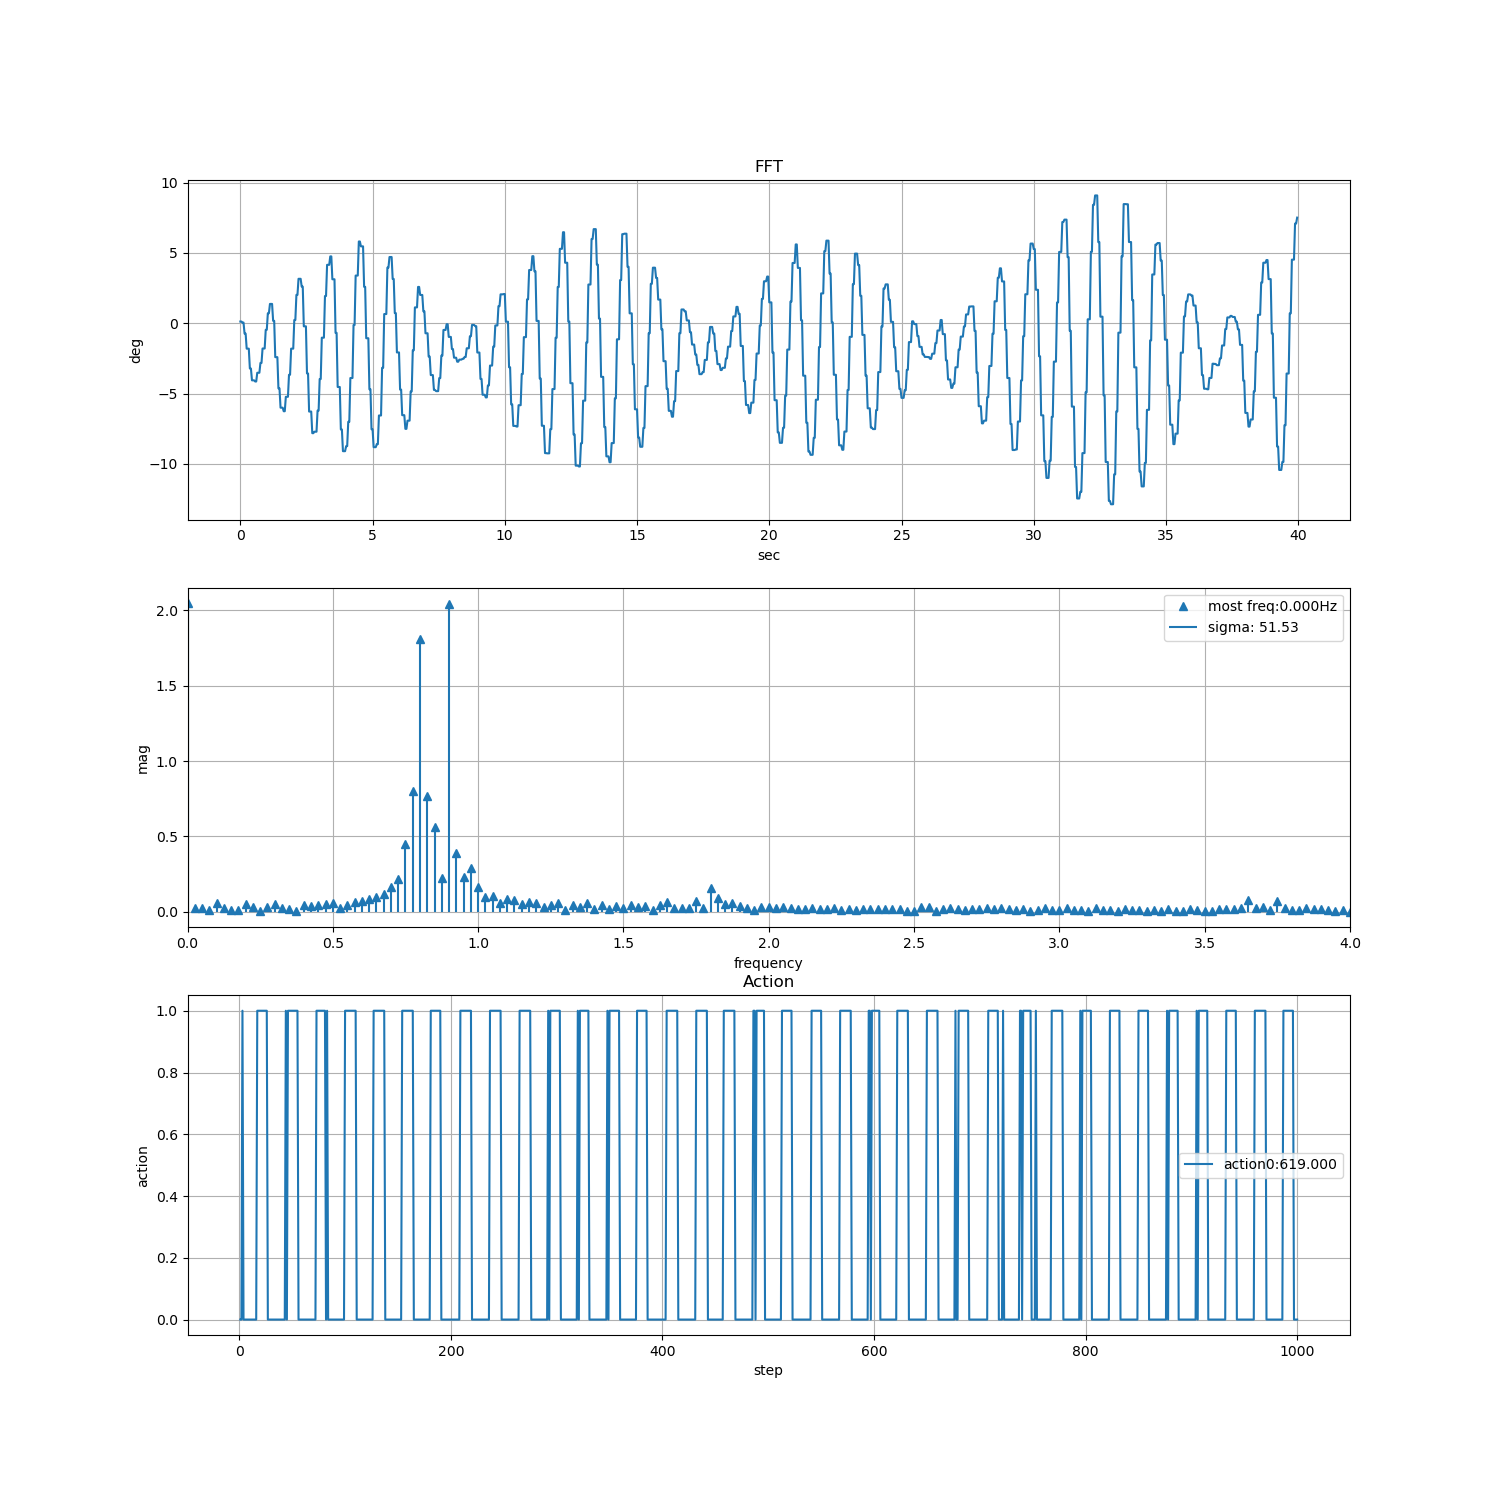 FFT
10
5
0
−5
−10
deg
0 5 10 15 20 25 30 35 40
sec
most freq:0.000Hz
sigma: 51.53
2.0
1.5
1.0
0.5
0.0
mag
0.0 0.5 1.0 1.5 2.0 2.5 3.0 3.5 4.0
frequency
Action
1.0
0.8
0.6
0.4
0.2
0.0
action
action0:619.000
0 200 400 600 800 1000
step